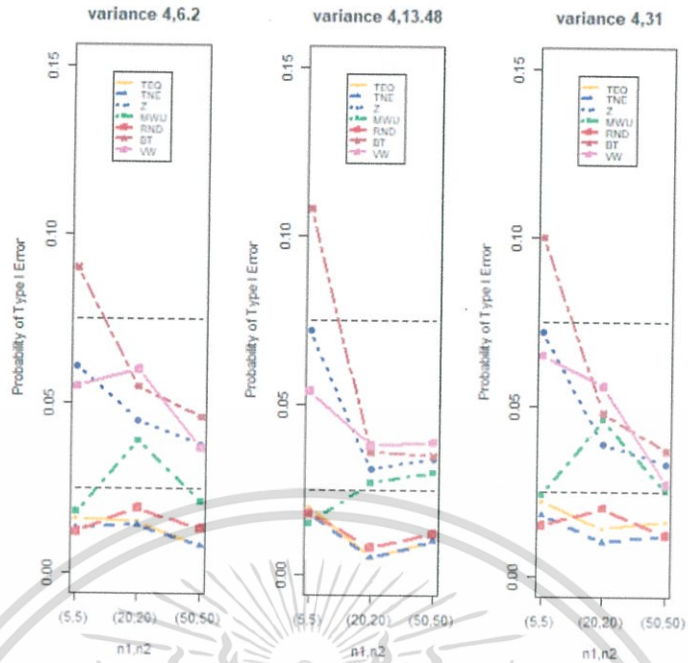 variance 4,6.2
Probability of Type I Error
0.15
0.10
0.05
0.00
TEQ
TNE
Z
MWU
RND
BT
VW
(5,5) (20,20) (50,50)
n1,n2
variance 4,13.48
Probability of Type I Error
0.15
0.10
0.05
0.00
TEQ
TNE
Z
MWU
RND
BT
VW
(5,5) (20,20) (50,50)
n1,n2
variance 4,31
Probability of Type I Error
0.15
0.10
0.05
0.00
TEQ
TNE
Z
MWU
RND
BT
VW
(5,5) (20,20) (50,50)
n1,n2